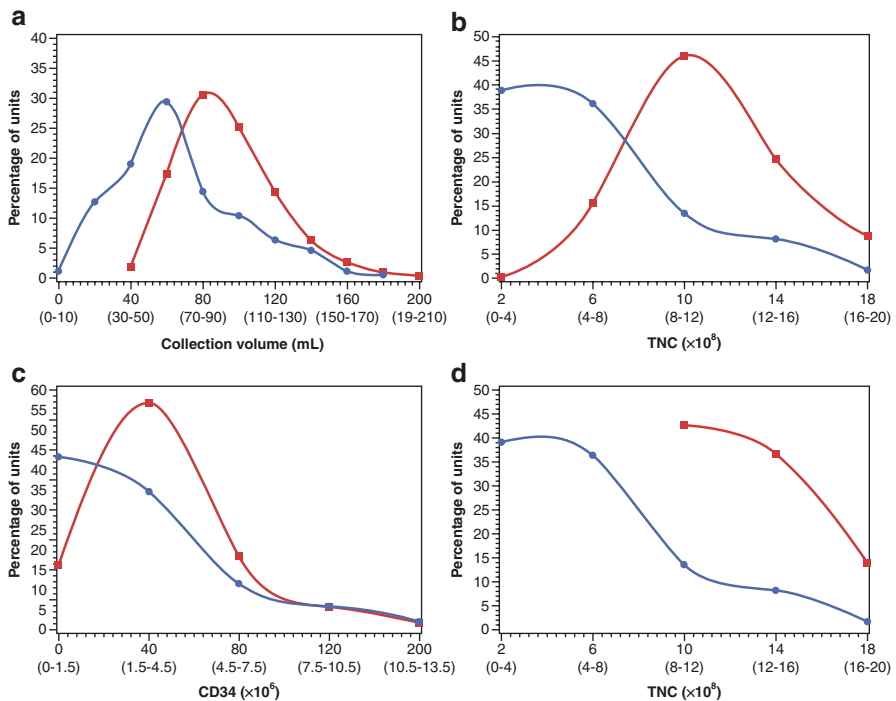 a
Percentage of units
40
35
30
25
20
15
10
5
0
0 40 80 120 160 200
(0-10) (30-50) (70-90) (110-130) (150-170) (19-210)
Collection volume (mL)
b
Percentage of units
50
45
40
35
30
25
20
15
10
5
0
2 6 10 14 18
(0-4) (4-8) (8-12) (12-16) (16-20)
TNC (×10⁸)
c
Percentage of units
60
55
50
45
40
35
30
25
20
15
10
5
0
0 40 80 120 200
(0-1.5) (1.5-4.5) (4.5-7.5) (7.5-10.5) (10.5-13.5)
CD34 (×10⁶)
d
Percentage of units
50
45
40
35
30
25
20
15
10
5
0
2 6 10 14 18
(0-4) (4-8) (8-12) (12-16) (16-20)
TNC (×10⁸)